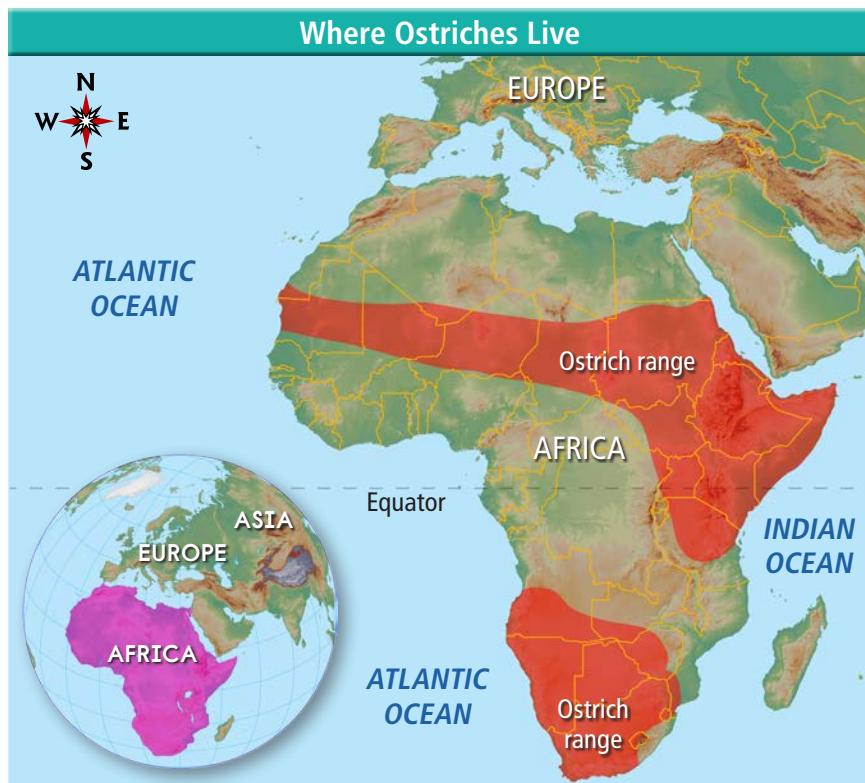 Where Ostriches Live
N
W E
S
EUROPE
ATLANTIC
OCEAN
Ostrich range
AFRICA
Equator
INDIAN
OCEAN
ASIA
EUROPE
AFRICA
ATLANTIC
OCEAN
Ostrich
range